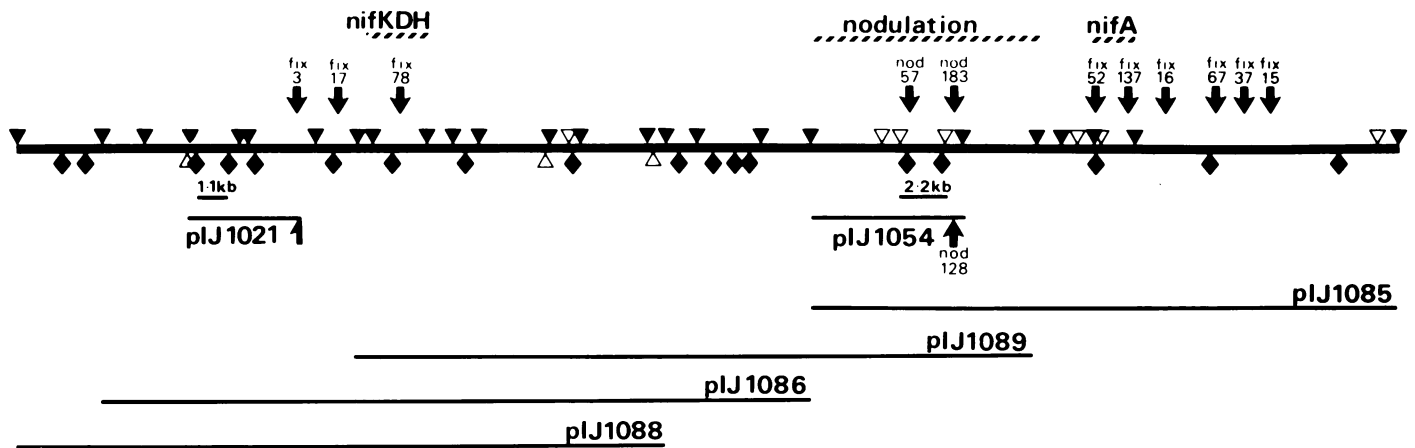 nifKDH nodulation nifA
fix 3
fix 17
fix 78
nod 57
nod 183
fix 52
fix 137
fix 16
fix 67
fix 37
fix 15
1·1kb
2·2kb
pIJ1021
pIJ1054
nod 128
pIJ1085
pIJ1089
pIJ1086
pIJ1088